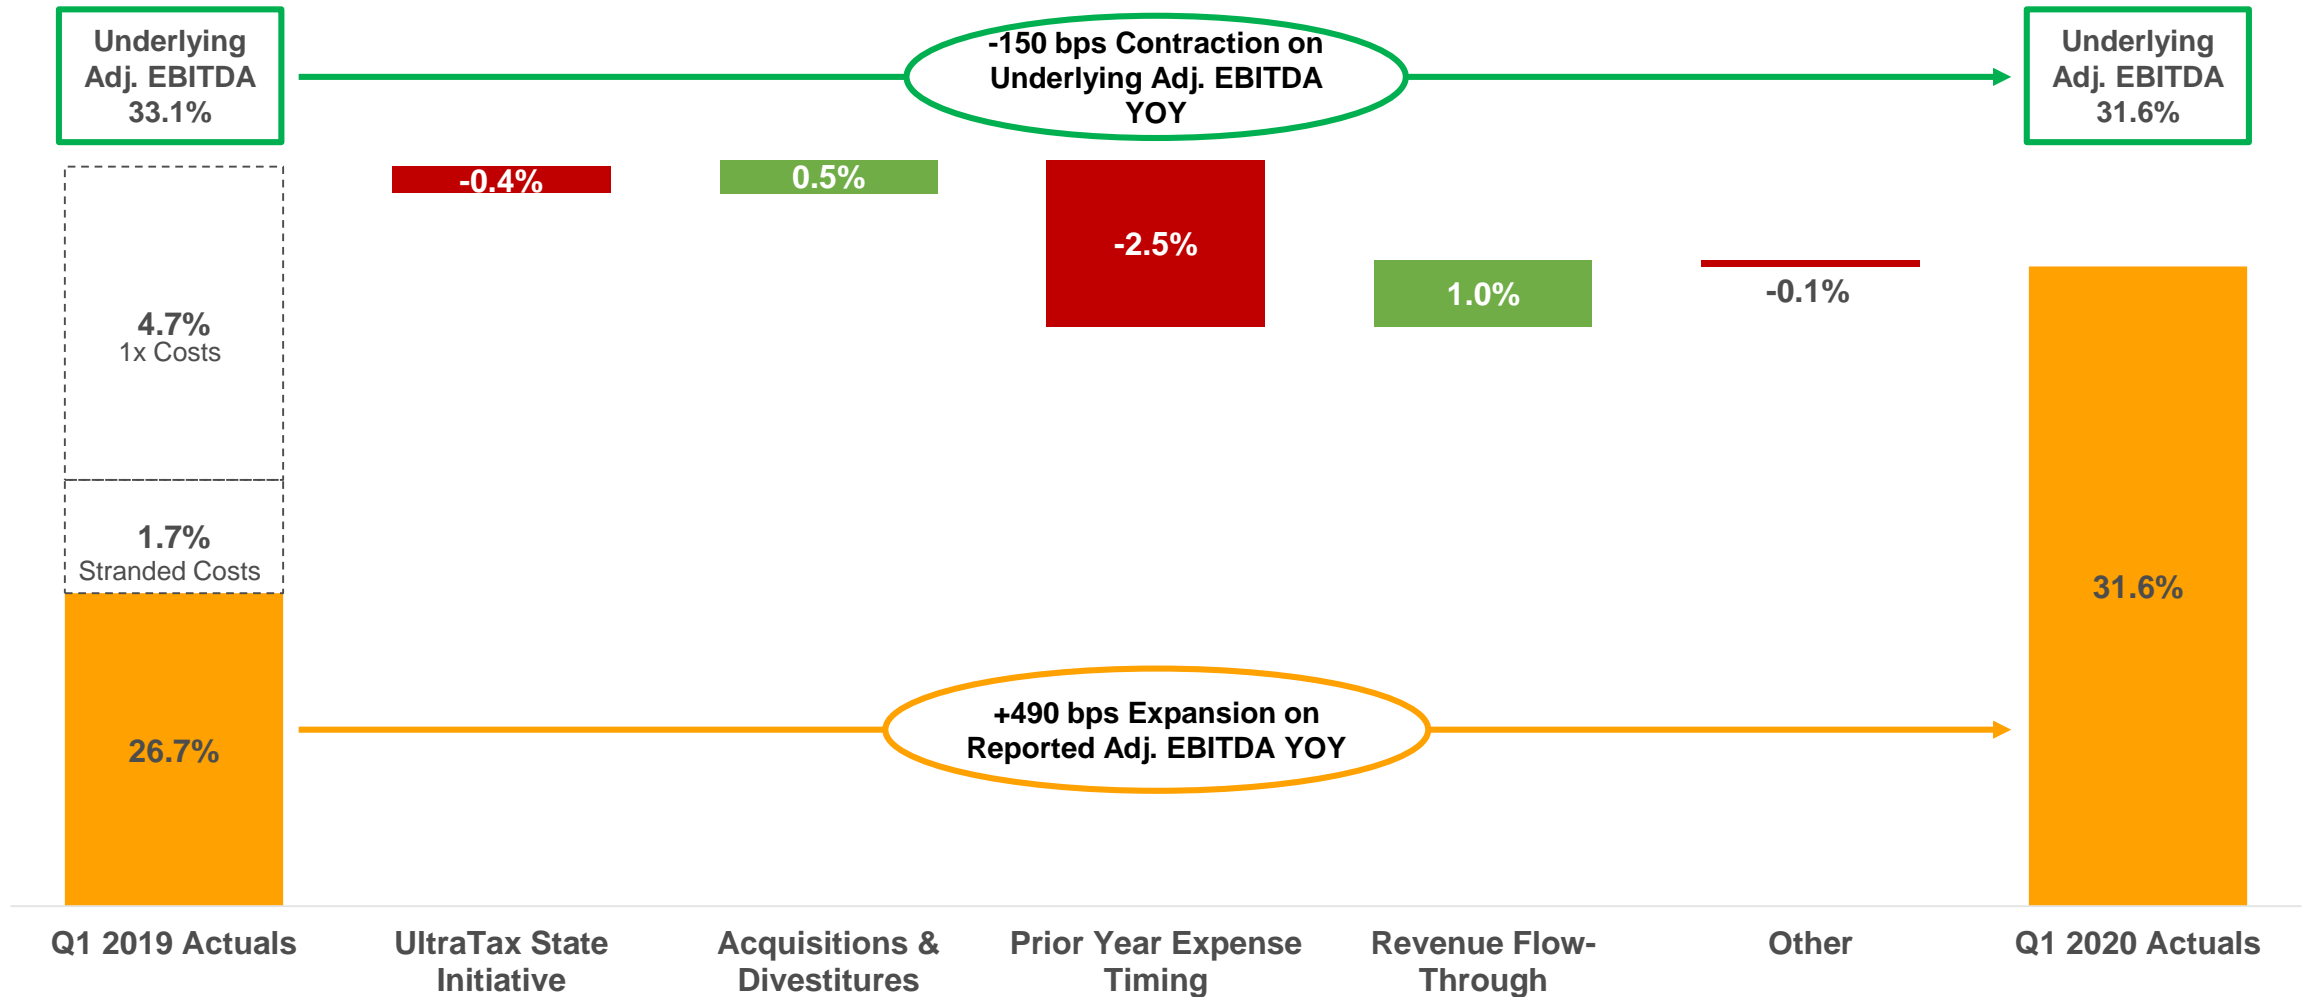 Underlying
Adj. EBITDA
33.1%
-150 bps Contraction on
Underlying Adj. EBITDA
YOY
Underlying
Adj. EBITDA
31.6%
-0.4%
0.5%
-2.5%
1.0%
-0.1%
4.7%
1x Costs
1.7%
Stranded Costs
26.7%
+490 bps Expansion on
Reported Adj. EBITDA YOY
31.6%
Q1 2019 Actuals
UltraTax State
Initiative
Acquisitions &
Divestitures
Prior Year Expense
Timing
Revenue Flow-
Through
Other
Q1 2020 Actuals